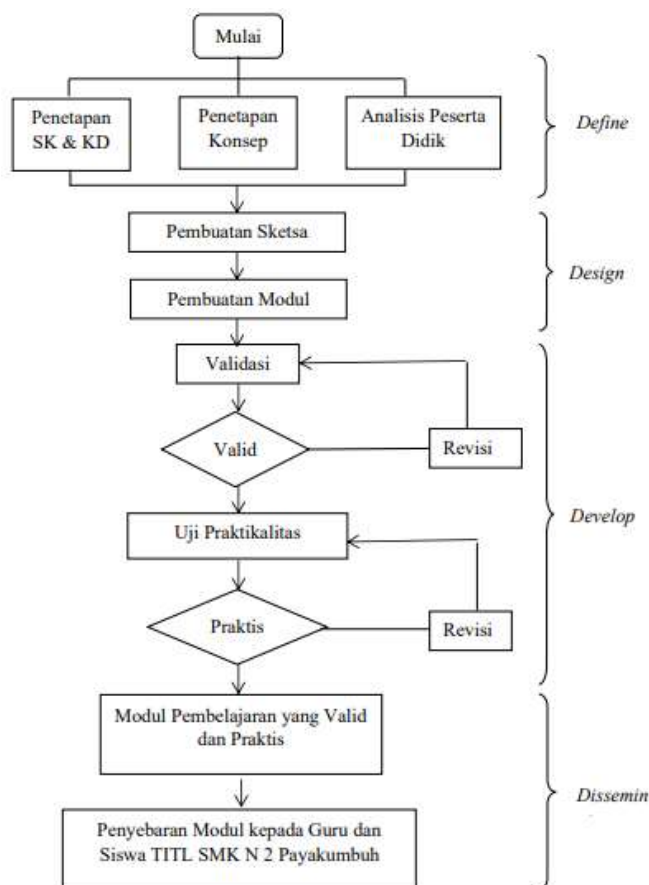 Mulai
Penetapan
SK & KD
Penetapan
Konsep
Analisis Peserta
Didik
Define
Pembuatan Sketsa
Pembuatan Modul
Design
Validasi
Valid
Revisi
Uji Praktikalitas
Praktis
Revisi
Develop
Modul Pembelajaran yang Valid
dan Praktis
Penyebaran Modul kepada Guru dan
Siswa TITL SMK N 2 Payakumbuh
Dissemin